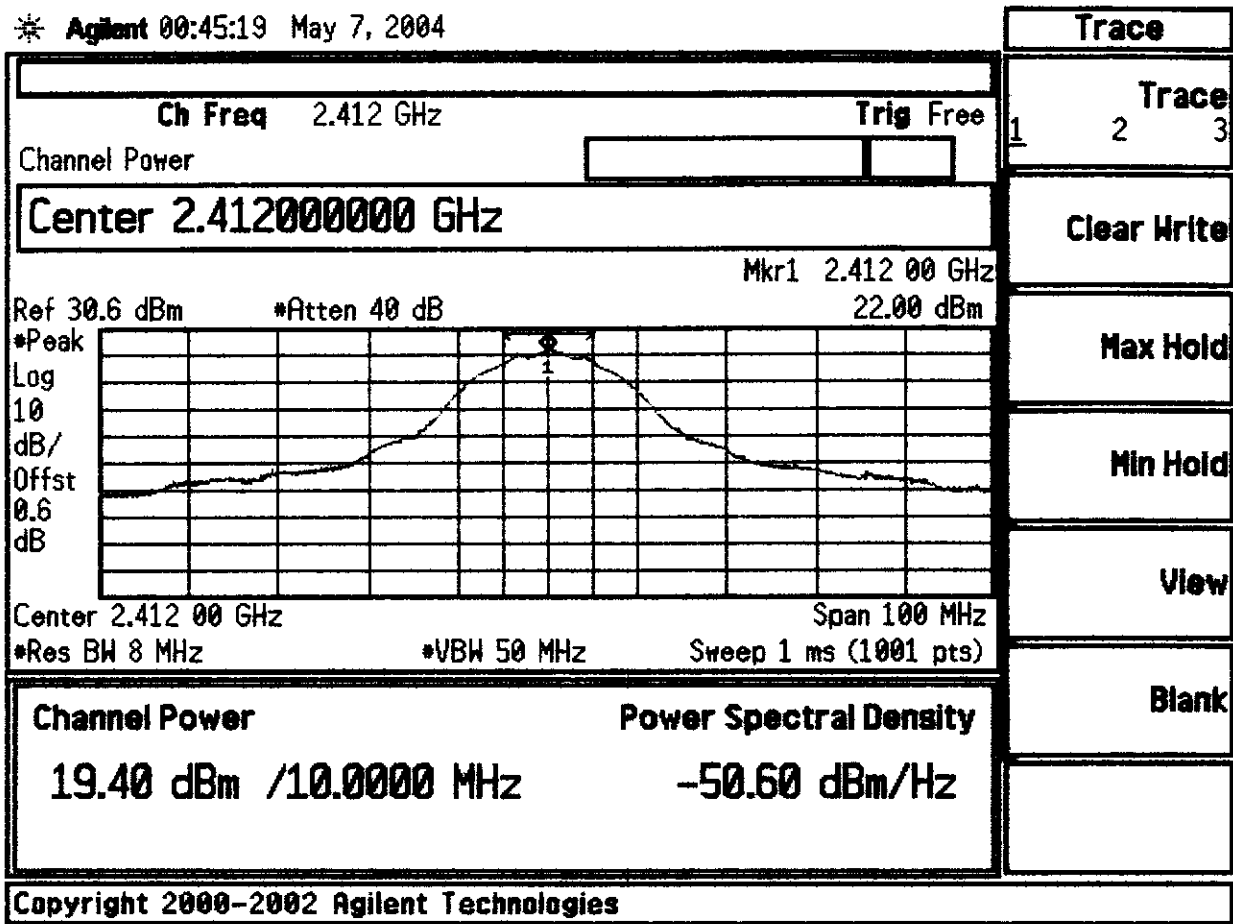 Agilent 00:45:19 May 7, 2004
Trace
Ch Freq 2.412 GHz
Trig Free
Trace
1 2 3
Channel Power
Center 2.412000000 GHz
Clear Write
Mkr1 2.412 00 GHz
Ref 30.6 dBm
*Atten 40 dB
22.00 dBm
*Peak
Log
10
dB/
Offst
0.6
dB
1
Max Hold
Min Hold
Center 2.412 00 GHz
Span 100 MHz
*Res BW 8 MHz
*VBW 50 MHz
Sweep 1 ms (1001 pts)
View
Channel Power
Power Spectral Density
19.40 dBm /10.0000 MHz
-50.60 dBm/Hz
Blank
Copyright 2000-2002 Agilent Technologies